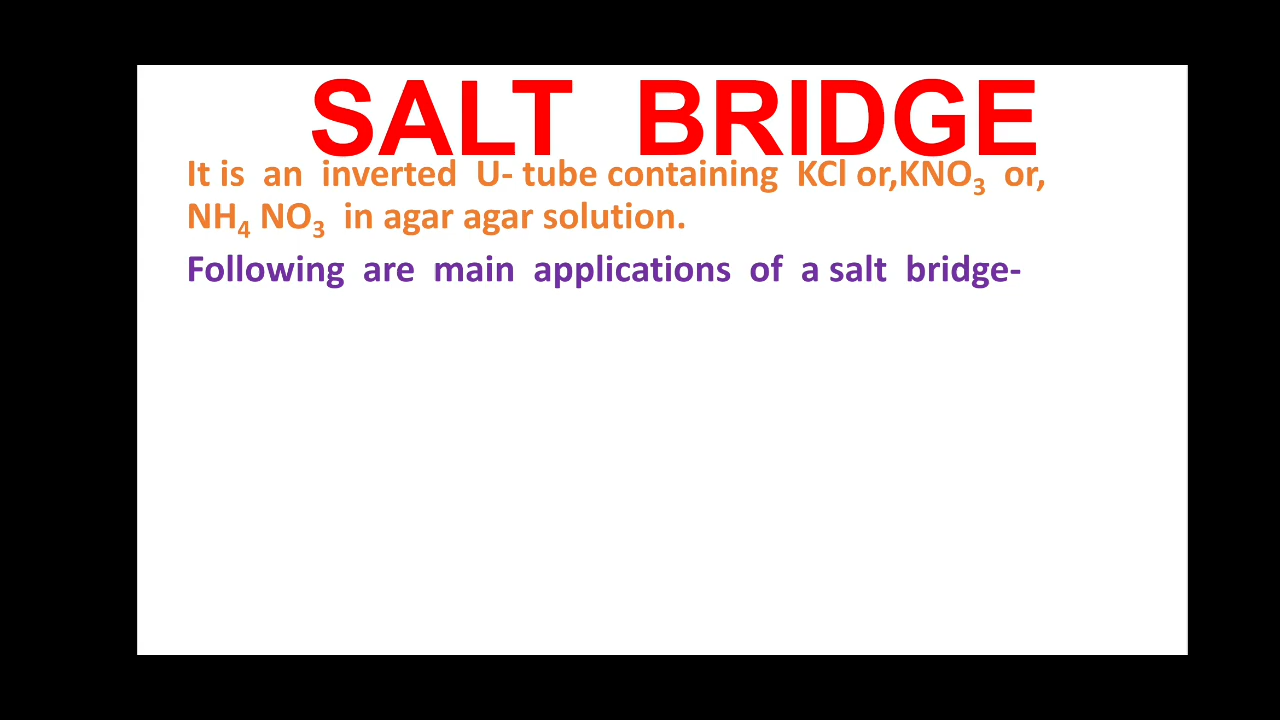 SALT BRIDGE
It is an inverted U- tube containing KCl or,KNO₃ or,
NH₄ NO₃ in agar agar solution.
Following are main applications of a salt bridge-